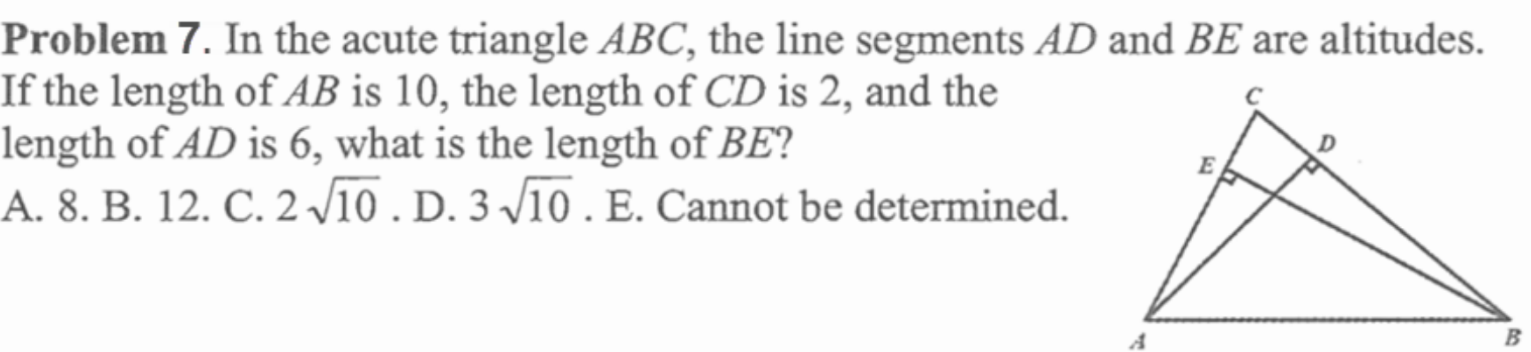 Problem 7. In the acute triangle ABC, the line segments AD and BE are altitudes.
If the length of AB is 10, the length of CD is 2, and the
length of AD is 6, what is the length of BE?
A. 8. B. 12. C. 2√10 . D. 3√10 . E. Cannot be determined.
C
D
E
A
B